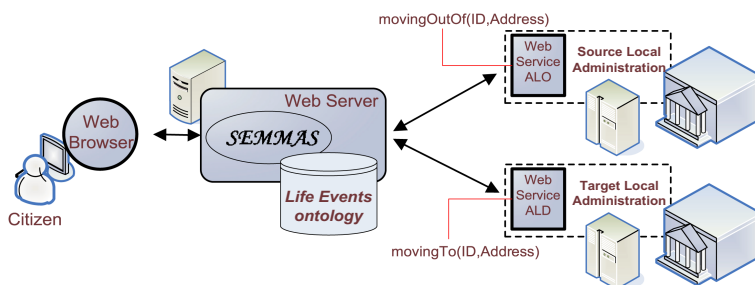 movingOutOf(ID,Address)
Web
Service
ALO
Source Local
Administration
Web Server
Web
Browser
SEMMAS
Life Events
ontology
Citizen
Web
Service
ALD
Target Local
Administration
movingTo(ID,Address)